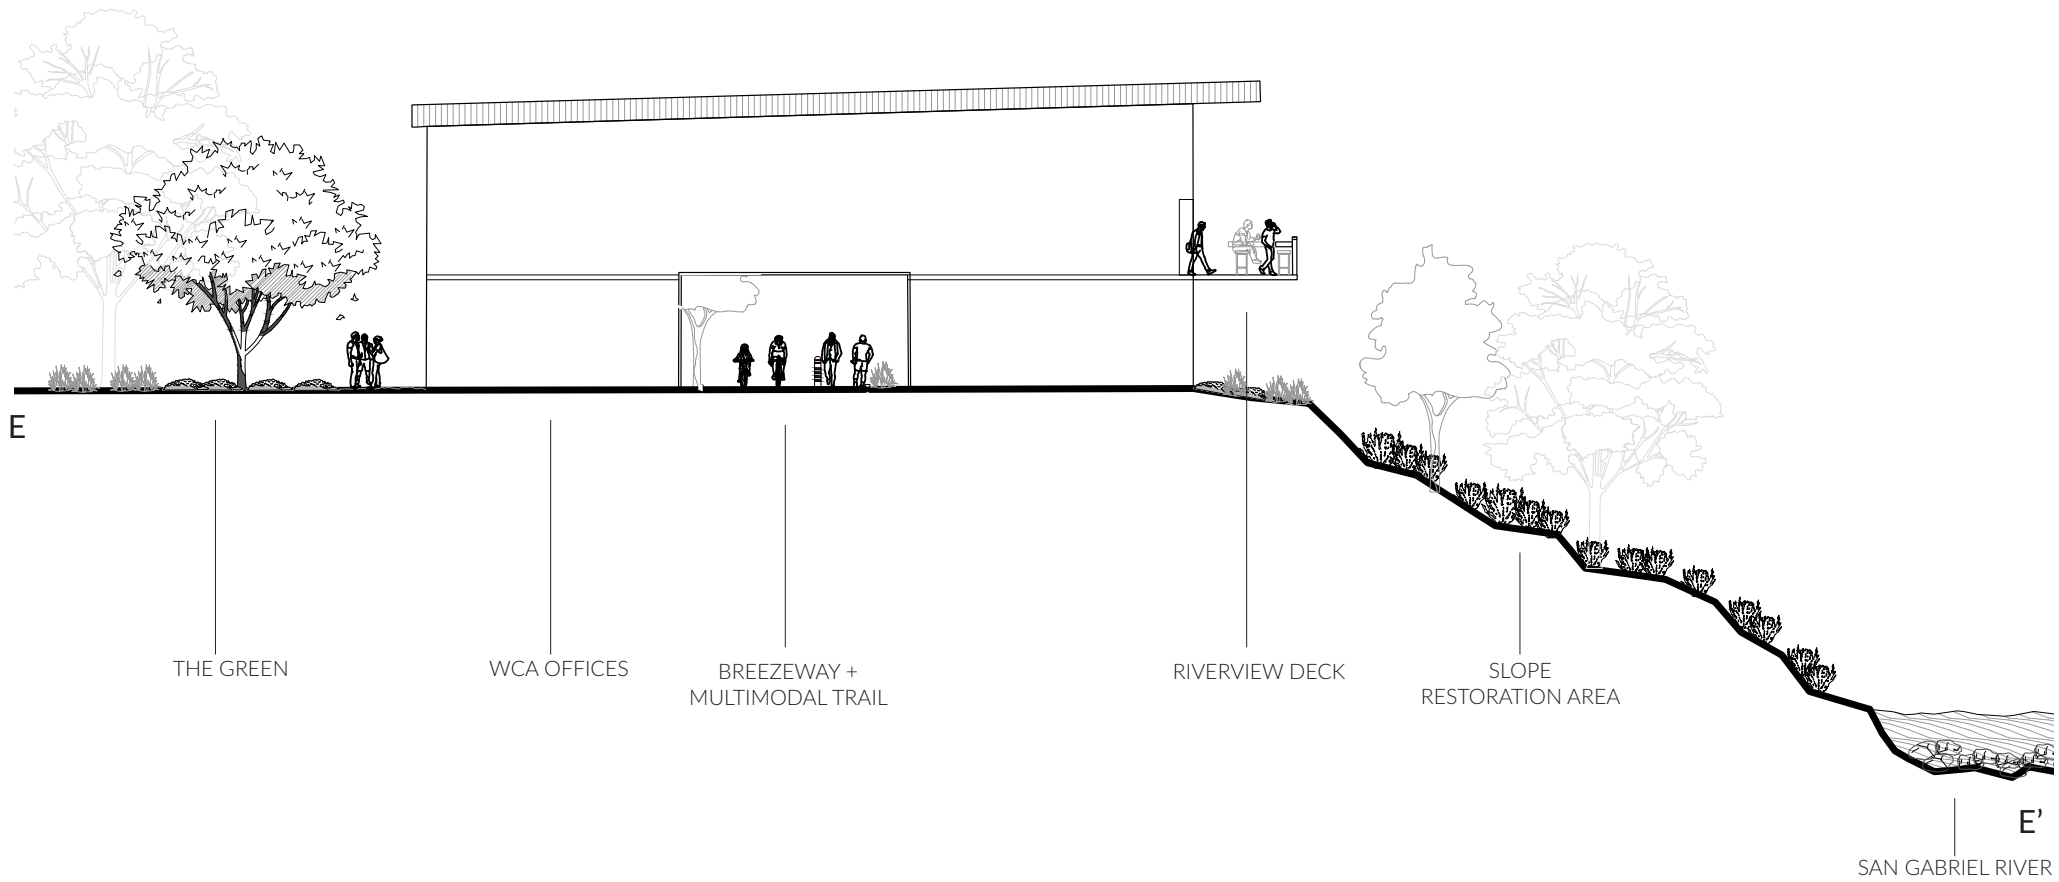 E
THE GREEN
WCA OFFICES
BREEZEWAY +
MULTIMODAL TRAIL
RIVERVIEW DECK
SLOPE
RESTORATION AREA
E’
SAN GABRIEL RIVER